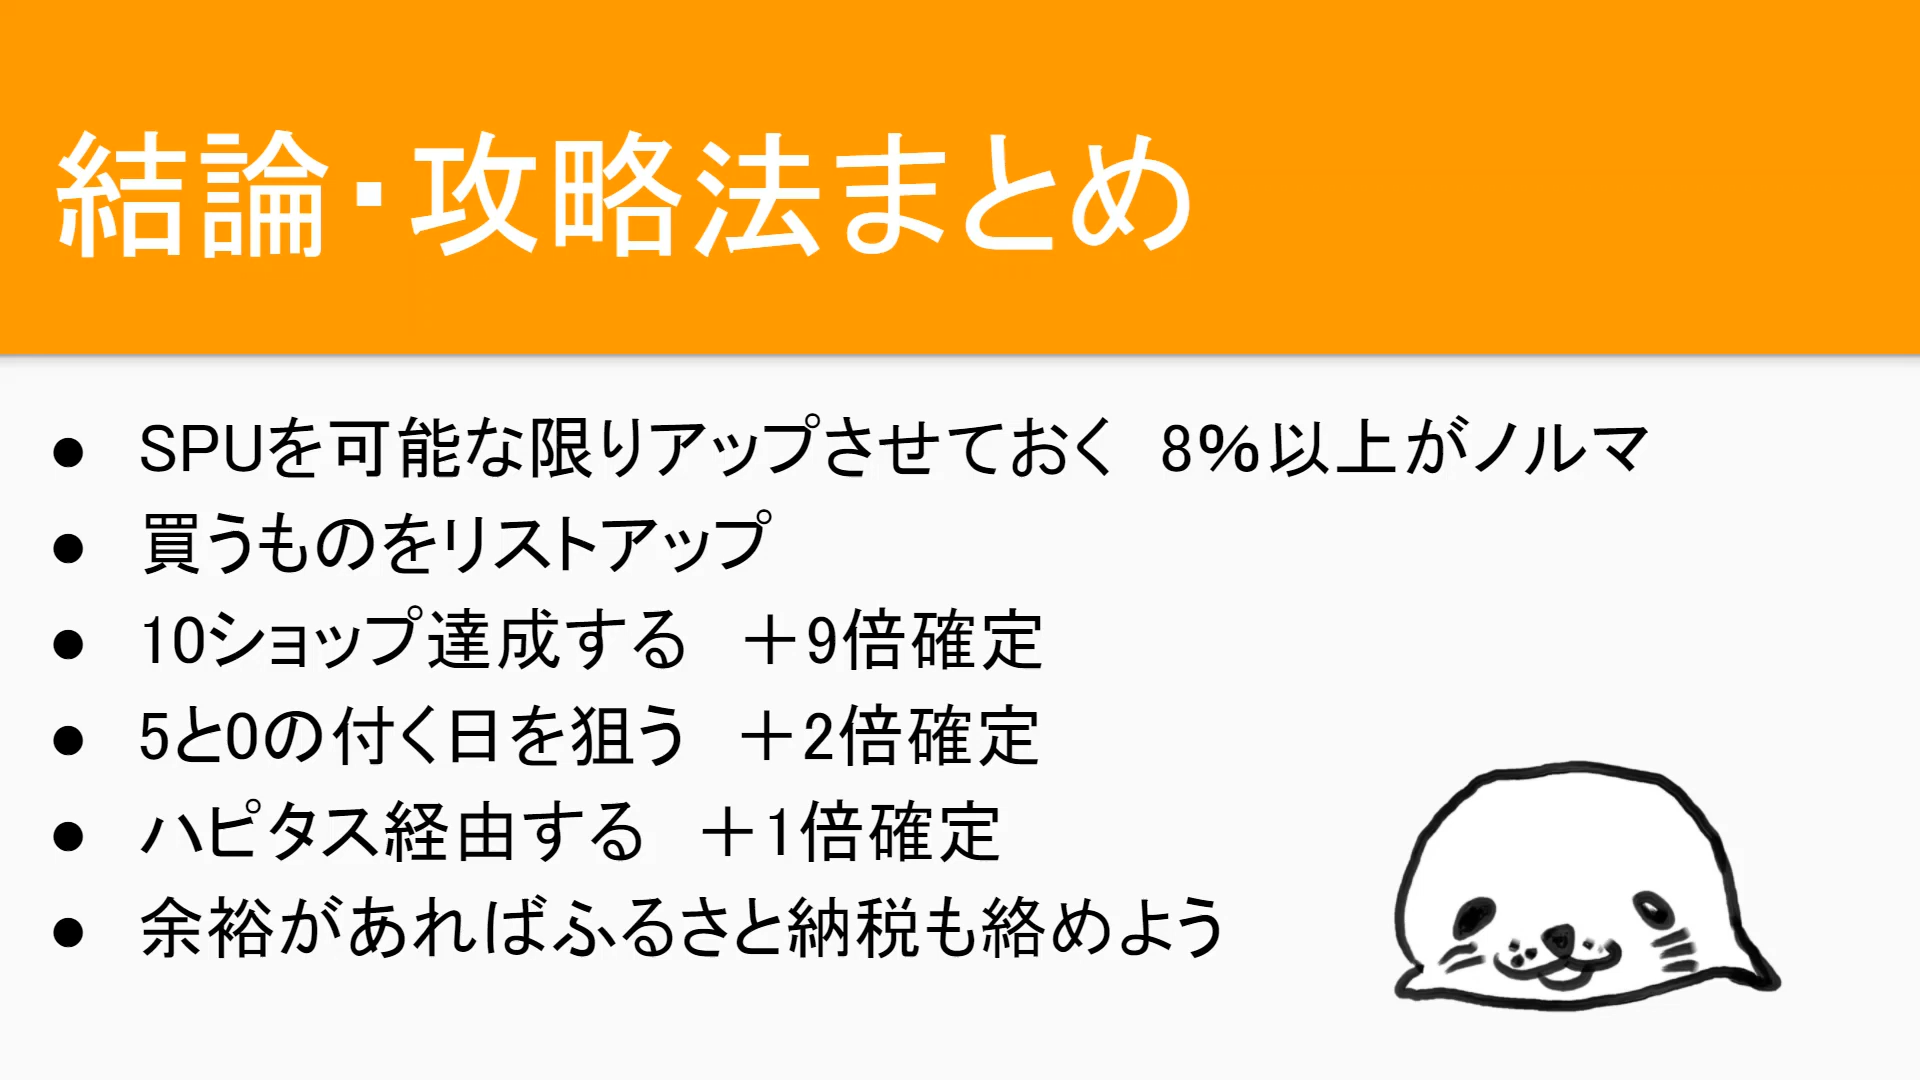 結論・攻略法まとめ
● SPUを可能な限りアップさせておく　8%以上がノルマ
● 買うものをリストアップ
● 10ショップ達成する　＋9倍確定
● 5と0の付く日を狙う　＋2倍確定
● ハピタス経由する　＋1倍確定
● 余裕があればふるさと納税も絡めよう